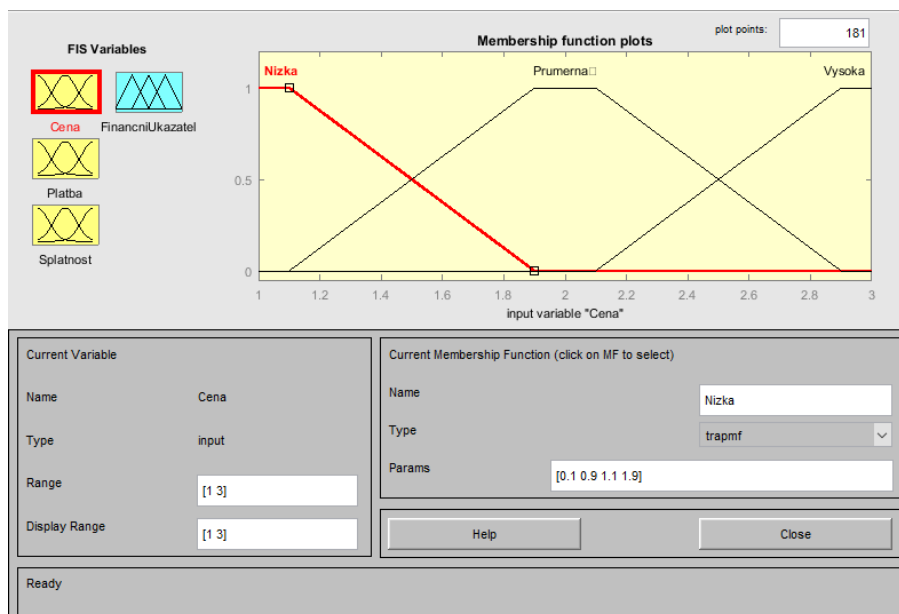 FIS Variables
Cena
FinancniUkazatel
Platba
Splatnost
Membership function plots
plot points:
181
Nizka
Prumerna□
Vysoka
1
0.5
0
1 1.2 1.4 1.6 1.8 2 2.2 2.4 2.6 2.8 3
input variable "Cena"
Current Variable
Name Cena
Type input
Range [1 3]
Display Range [1 3]
Current Membership Function (click on MF to select)
Name Nizka
Type trapmf
Params [0.1 0.9 1.1 1.9]
Help Close
Ready